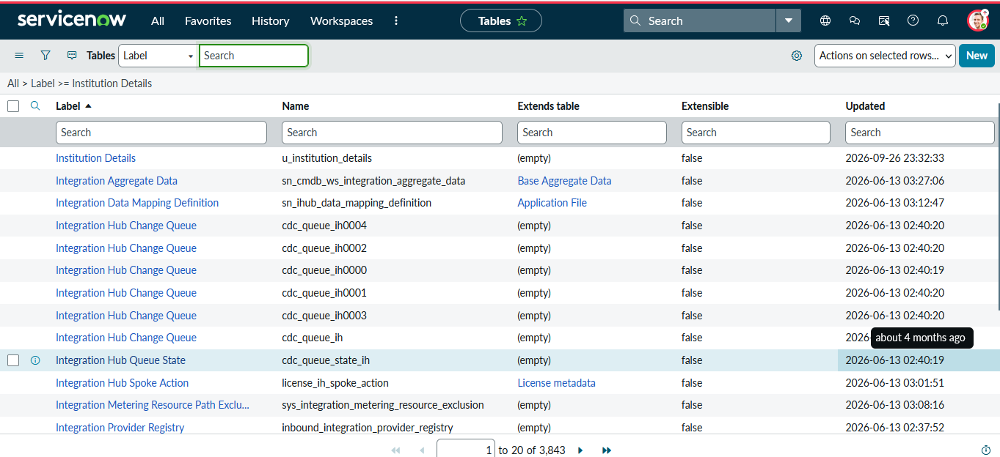 servicenow All Favorites History Workspaces Tables Search
Tables Label Search Actions on selected rows... New
All > Label >= Institution Details
Label Name Extends table Extensible Updated
Search Search Search Search Search
Institution Details u_institution_details (empty) false 2026-09-26 23:32:33
Integration Aggregate Data sn_cmdb_ws_integration_aggregate_data Base Aggregate Data false 2026-06-13 03:27:06
Integration Data Mapping Definition sn_ihub_data_mapping_definition Application File false 2026-06-13 03:12:47
Integration Hub Change Queue cdc_queue_ih0004 (empty) false 2026-06-13 02:40:20
Integration Hub Change Queue cdc_queue_ih0002 (empty) false 2026-06-13 02:40:20
Integration Hub Change Queue cdc_queue_ih0000 (empty) false 2026-06-13 02:40:19
Integration Hub Change Queue cdc_queue_ih0001 (empty) false 2026-06-13 02:40:20
Integration Hub Change Queue cdc_queue_ih0003 (empty) false 2026-06-13 02:40:20
Integration Hub Change Queue cdc_queue_ih (empty) false 2026- about 4 months ago
Integration Hub Queue State cdc_queue_state_ih (empty) false 2026-06-13 02:40:19
Integration Hub Spoke Action license_ih_spoke_action License metadata false 2026-06-13 03:01:51
Integration Metering Resource Path Exclu... sys_integration_metering_resource_exclusion (empty) false 2026-06-13 03:08:16
Integration Provider Registry inbound_integration_provider_registry (empty) false 2026-06-13 02:37:52
1 to 20 of 3,843